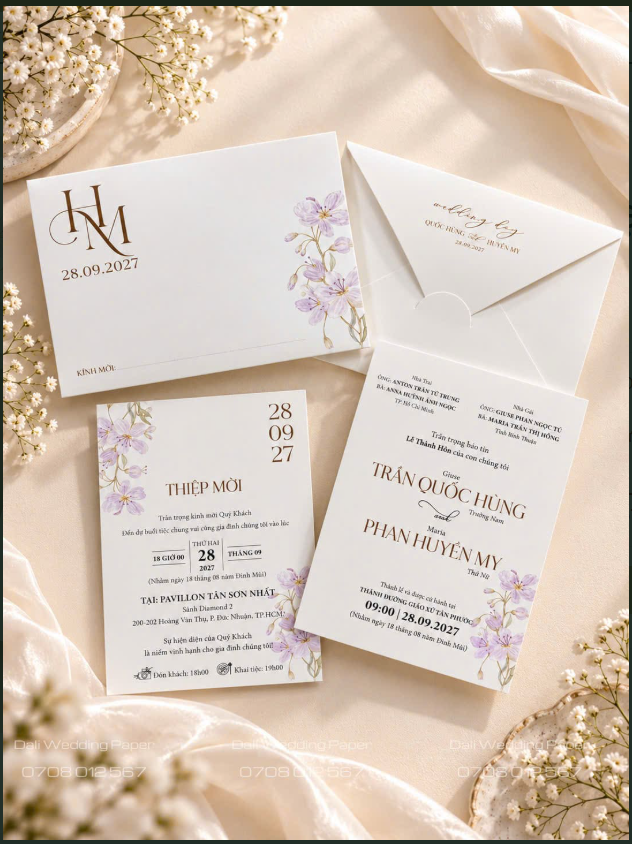 HM
28.09.2027
KÍNH MỜI:
wedding day
QUỐC HÙNG and HUYỀN MY
28.09.2027
28
09
27
THIỆP MỜI
Trân trọng kính mời Quý Khách
Đến dự buổi tiệc chung vui cùng gia đình chúng tôi vào lúc
THỨ HAI
18 GIỜ 00 28 THÁNG 09
2027
(Nhằm ngày 18 tháng 08 năm Đinh Mùi)
TẠI: PAVILLON TÂN SƠN NHẤT
Sảnh Diamond 2
200-202 Hoàng Văn Thụ, P. Đức Nhuận, TP.HCM
Sự hiện diện của Quý Khách
là niềm vinh hạnh cho gia đình chúng tôi!
Đón khách: 18h00 Khai tiệc: 19h00
Nhà Trai
ÔNG: ANTÔN TRẦN TỨ TRUNG
BÀ: ANNA HUỲNH ÁNH NGỌC
TP Hồ Chí Minh
Nhà Gái
ÔNG: GIUSE PHAN NGỌC TÚ
BÀ: MARIA TRẦN THỊ HỒNG
Tỉnh Bình Thuận
Trân trọng báo tin
Lễ Thành Hôn của con chúng tôi
Giuse
TRẦN QUỐC HÙNG
Trưởng Nam
and
Maria
PHAN HUYỀN MY
Thứ Nữ
Thánh lễ và được cử hành tại
THÁNH ĐƯỜNG GIÁO XỨ TÂN PHƯỚC
09:00 | 28.09.2027
(Nhằm ngày 18 tháng 08 năm Đinh Mùi)
Dali Wedding Paper Dali Wedding Paper Dali Wedding Paper
0708 012 567 0708 012 567 0708 012 567